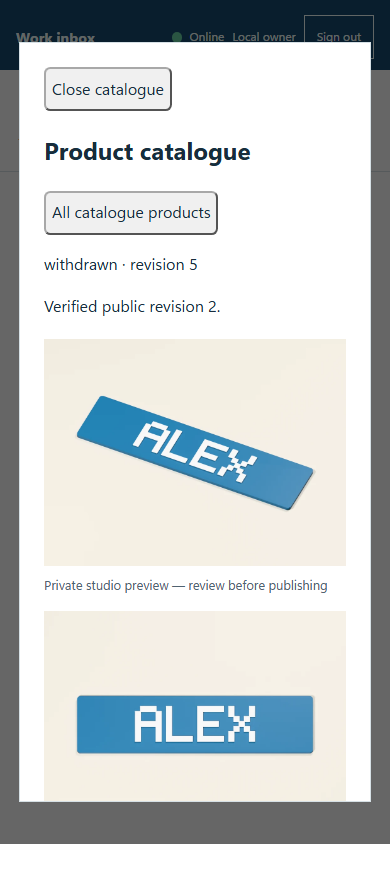 Work inbox
Online Local owner Sign out
Close catalogue
Product catalogue
All catalogue products
withdrawn · revision 5
Verified public revision 2.
ALEX
Private studio preview — review before publishing
ALEX